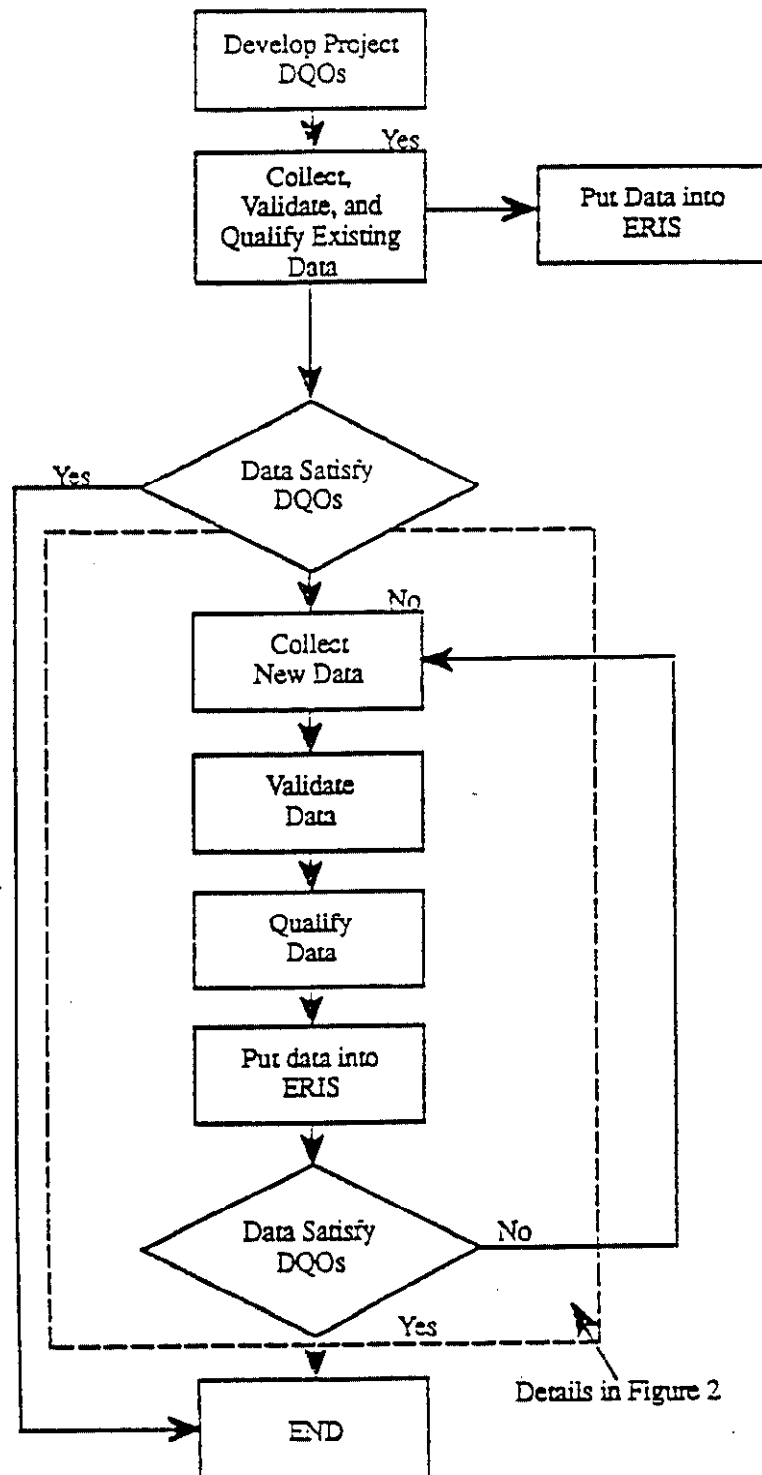 Develop Project
DQOs
Yes
Collect,
Validate, and
Qualify Existing
Data
Put Data into
ERIS
Yes
Data Satisfy
DQOs
No
Collect
New Data
Validate
Data
Qualify
Data
Put data into
ERIS
Data Satisfy
DQOs
No
Yes
Details in Figure 2
END